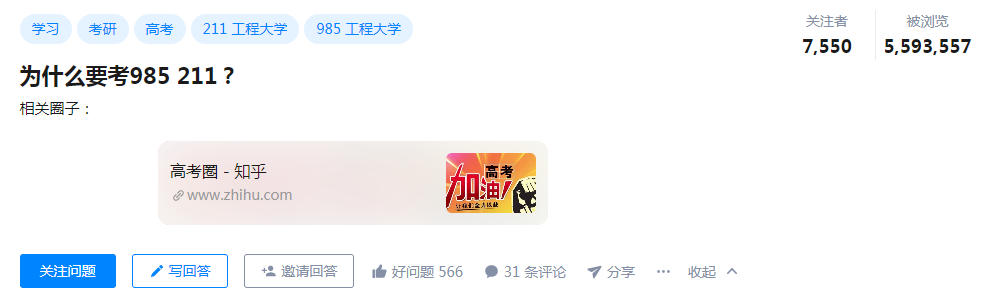 学习 考研 高考 211 工程大学 985 工程大学
关注者 被浏览
7,550 5,593,557
为什么要考985 211？
相关圈子：
高考圈 - 知乎
www.zhihu.com
高考
加油!
关注问题 写回答 邀请回答 好问题 566 31 条评论 分享 ··· 收起